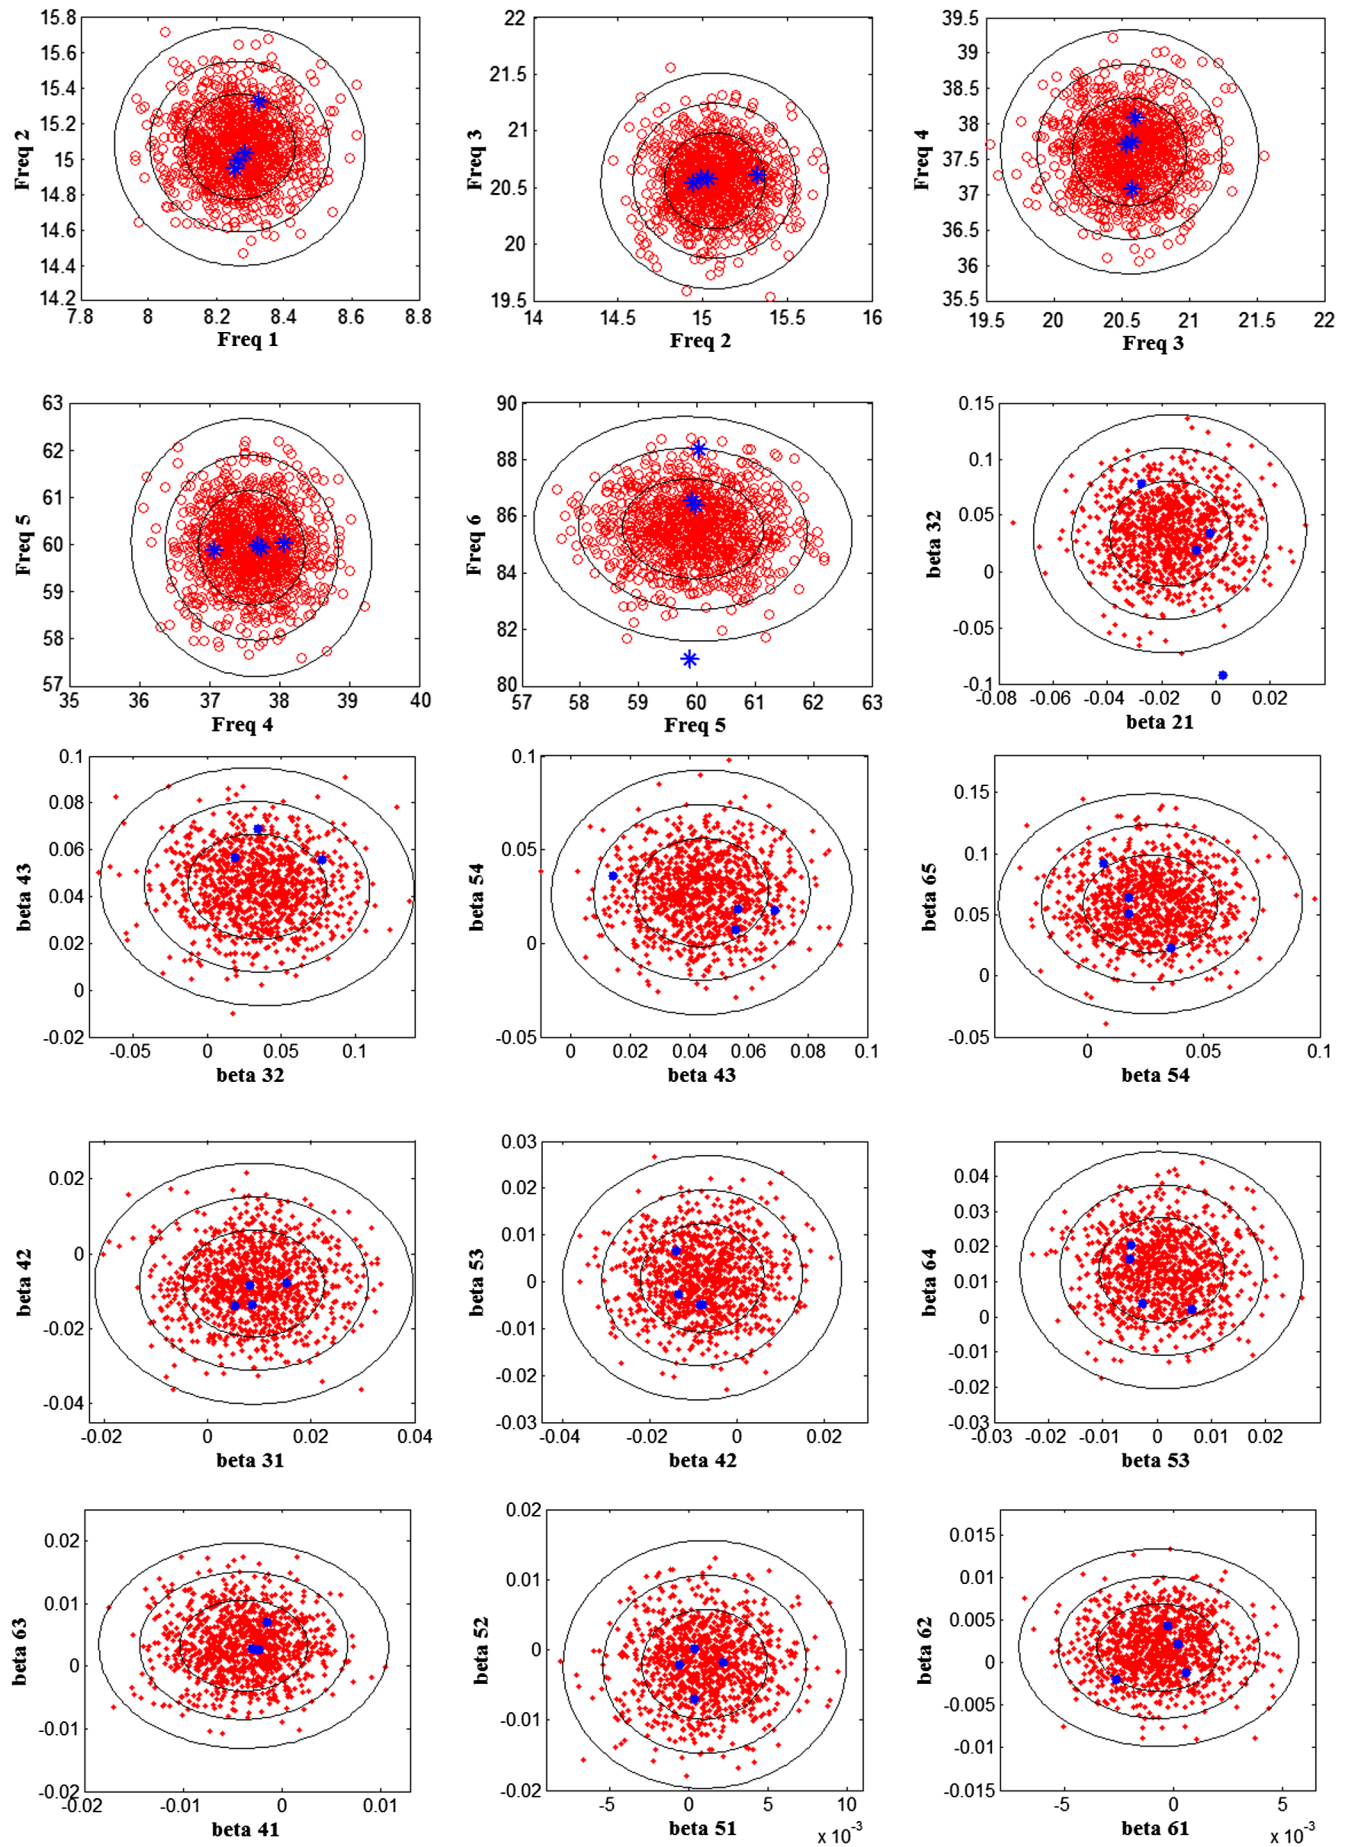 15.8
15.6
15.4
15.2
15
14.8
14.6
14.4
14.2
Freq 2
7.8 8 8.2 8.4 8.6 8.8
Freq 1
22
21.5
21
20.5
20
19.5
Freq 3
14 14.5 15 15.5 16
Freq 2
39.5
39
38.5
38
37.5
37
36.5
36
35.5
Freq 4
19.5 20 20.5 21 21.5 22
Freq 3
63
62
61
60
59
58
57
Freq 5
35 36 37 38 39 40
Freq 4
90
88
86
84
82
80
Freq 6
57 58 59 60 61 62 63
Freq 5
0.15
0.1
0.05
0
-0.05
-0.1
beta 32
-0.08 -0.06 -0.04 -0.02 0 0.02
beta 21
0.1
0.08
0.06
0.04
0.02
0
-0.02
beta 43
-0.05 0 0.05 0.1
beta 32
0.1
0.05
0
-0.05
beta 54
0 0.02 0.04 0.06 0.08 0.1
beta 43
0.15
0.1
0.05
0
-0.05
beta 65
0 0.05 0.1
beta 54
0.02
0
-0.02
-0.04
beta 42
-0.02 0 0.02 0.04
beta 31
0.03
0.02
0.01
0
-0.01
-0.02
-0.03
beta 53
-0.04 -0.02 0 0.02
beta 42
0.04
0.03
0.02
0.01
0
-0.01
-0.02
-0.03
beta 64
-0.03 -0.02 -0.01 0 0.01 0.02
beta 53
0.02
0.01
0
-0.01
-0.02
beta 63
-0.02 -0.01 0 0.01
beta 41
0.02
0.01
0
-0.01
-0.02
beta 52
-5 0 5 10
beta 51
x 10⁻³
0.015
0.01
0.005
0
-0.005
-0.01
-0.015
beta 62
-5 0 5
beta 61
x 10⁻³